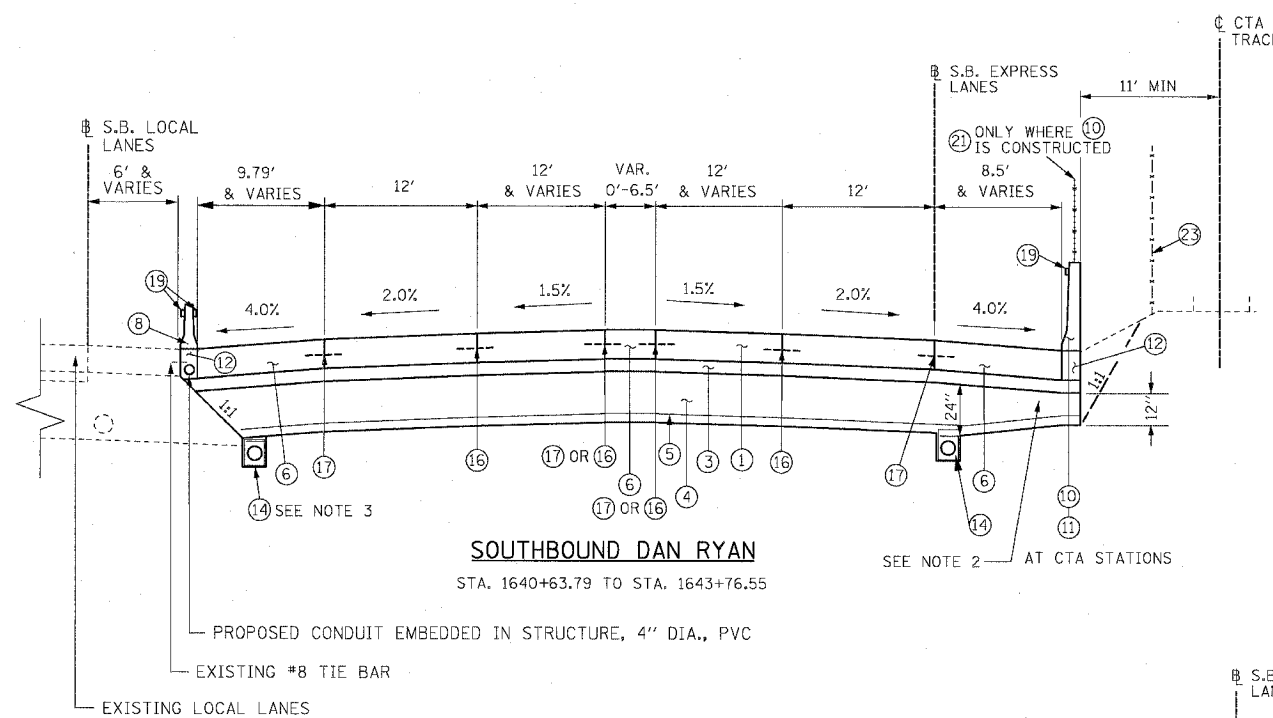 ℄ CTA
TRAC
℔ S.B. EXPRESS
LANES
11' MIN
℔ S.B. LOCAL
LANES
6' &
VARIES
9.79'
& VARIES
12'
12'
& VARIES
VAR.
0'-6.5'
12'
& VARIES
12'
21 ONLY WHERE 10
IS CONSTRUCTED
8.5'
& VARIES
23
19
19
4.0%
2.0%
1.5%
1.5%
2.0%
4.0%
8
12
12
1:1
1:1
24"
12"
6
17
16
17 OR 16
6
17 OR 16
5
4
3
1
16
17
6
10
11
14 SEE NOTE 3
14
SEE NOTE 2
AT CTA STATIONS
SOUTHBOUND DAN RYAN
STA. 1640+63.79 TO STA. 1643+76.55
PROPOSED CONDUIT EMBEDDED IN STRUCTURE, 4" DIA., PVC
EXISTING #8 TIE BAR
EXISTING LOCAL LANES
℔ S.B
LAN